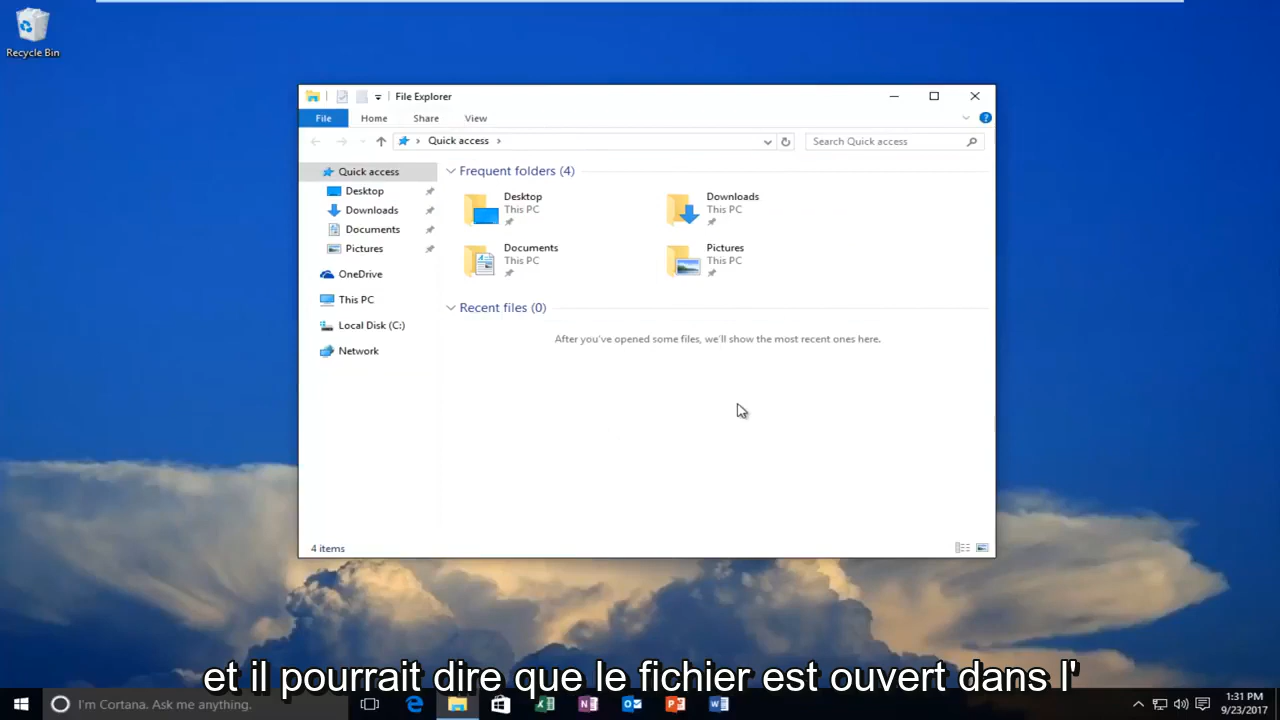 Recycle Bin
File Explorer
File Home Share View
Quick access
Search Quick access
Quick access
Desktop
Downloads
Documents
Pictures
OneDrive
This PC
Local Disk (C:)
Network
Frequent folders (4)
Desktop
This PC
Downloads
This PC
Documents
This PC
Pictures
This PC
Recent files (0)
After you've opened some files, we'll show the most recent ones here.
4 items
et il pourrait dire que le fichier est ouvert dans l'
I'm Cortana. Ask me anything.
1:31 PM
9/23/2017